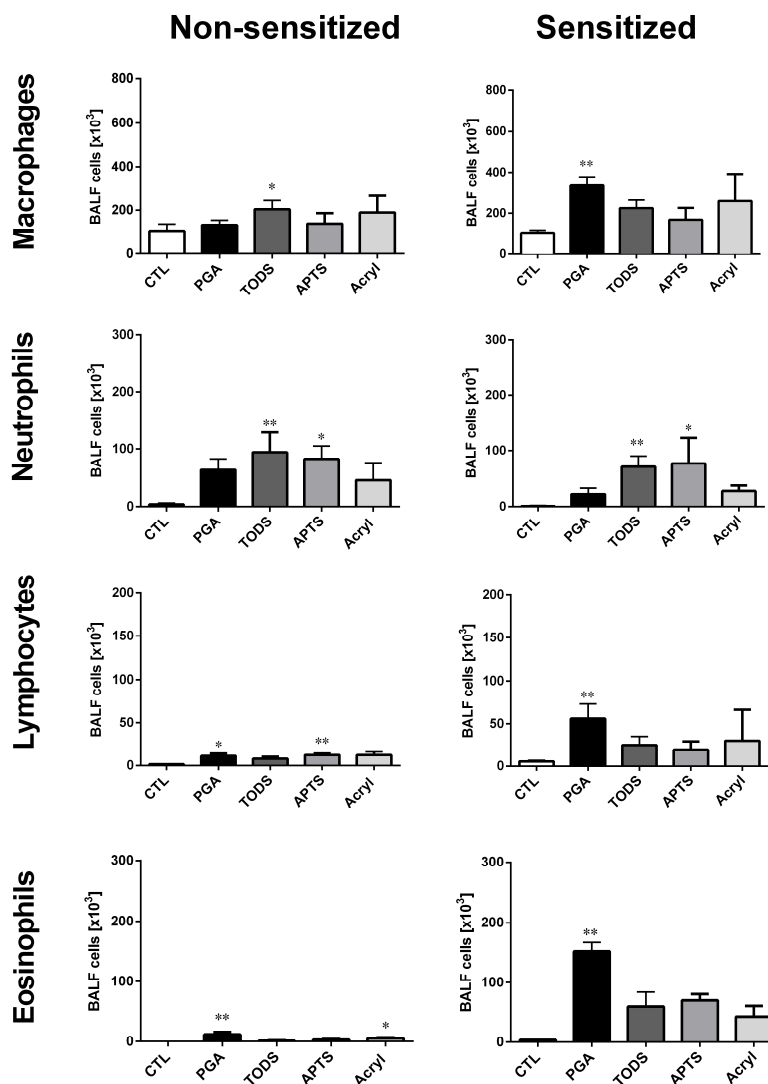 Non-sensitized Sensitized
Macrophages
BALF cells [x10³]
800
600
400
200
0
*
CTL PGA TODS APTS Acryl
BALF cells [x10³]
800
600
400
200
0
**
CTL PGA TODS APTS Acryl
Neutrophils
BALF cells [x10³]
300
200
100
0
** *
CTL PGA TODS APTS Acryl
BALF cells [x10³]
300
200
100
0
** *
CTL PGA TODS APTS Acryl
Lymphocytes
BALF cells [x10³]
200
150
100
50
0
* **
CTL PGA TODS APTS Acryl
BALF cells [x10³]
200
150
100
50
0
**
CTL PGA TODS APTS Acryl
Eosinophils
BALF cells [x10³]
300
200
100
0
** *
CTL PGA TODS APTS Acryl
BALF cells [x10³]
300
200
100
0
**
CTL PGA TODS APTS Acryl